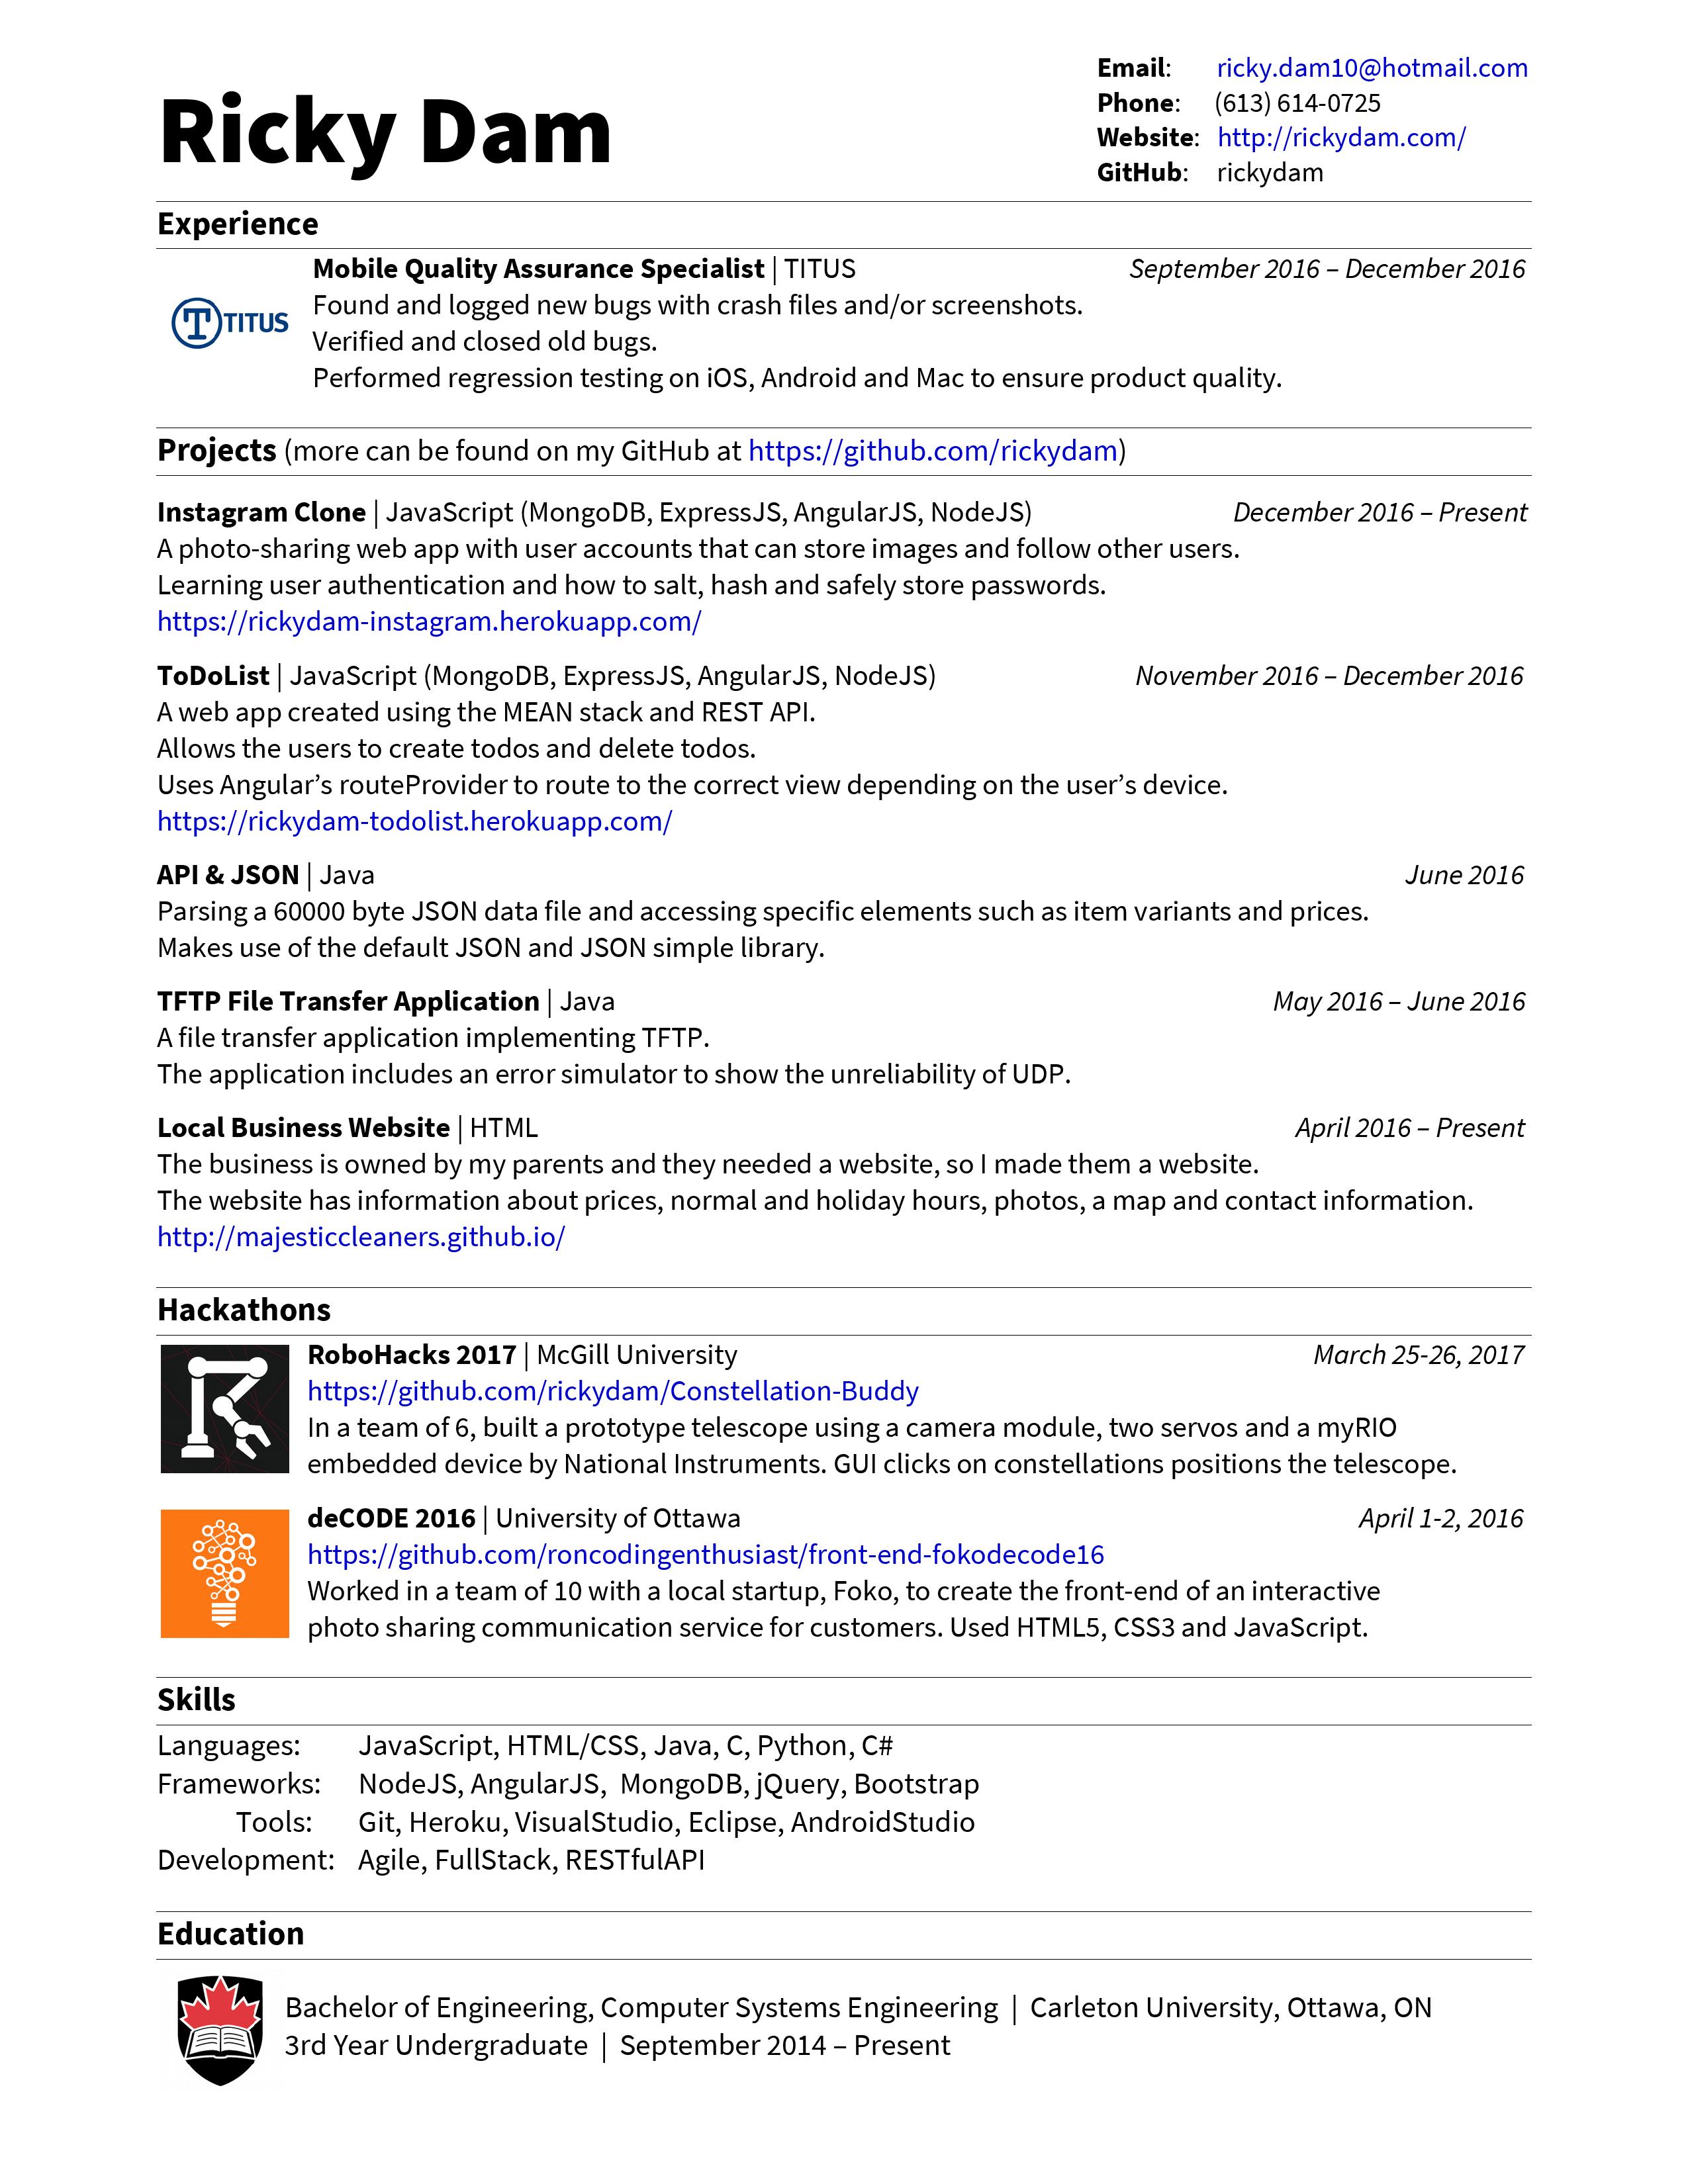 Ricky Dam
Email: ricky.dam10@hotmail.com
Phone: (613) 614-0725
Website: http://rickydam.com/
GitHub: rickydam
Experience
TITUS
Mobile Quality Assurance Specialist | TITUS September 2016 – December 2016
Found and logged new bugs with crash files and/or screenshots.
Verified and closed old bugs.
Performed regression testing on iOS, Android and Mac to ensure product quality.
Projects (more can be found on my GitHub at https://github.com/rickydam)
Instagram Clone | JavaScript (MongoDB, ExpressJS, AngularJS, NodeJS) December 2016 – Present
A photo-sharing web app with user accounts that can store images and follow other users.
Learning user authentication and how to salt, hash and safely store passwords.
https://rickydam-instagram.herokuapp.com/
ToDoList | JavaScript (MongoDB, ExpressJS, AngularJS, NodeJS) November 2016 – December 2016
A web app created using the MEAN stack and REST API.
Allows the users to create todos and delete todos.
Uses Angular’s routeProvider to route to the correct view depending on the user’s device.
https://rickydam-todolist.herokuapp.com/
API & JSON | Java June 2016
Parsing a 60000 byte JSON data file and accessing specific elements such as item variants and prices.
Makes use of the default JSON and JSON simple library.
TFTP File Transfer Application | Java May 2016 – June 2016
A file transfer application implementing TFTP.
The application includes an error simulator to show the unreliability of UDP.
Local Business Website | HTML April 2016 – Present
The business is owned by my parents and they needed a website, so I made them a website.
The website has information about prices, normal and holiday hours, photos, a map and contact information.
http://majesticcleaners.github.io/
Hackathons
RoboHacks 2017 | McGill University March 25-26, 2017
https://github.com/rickydam/Constellation-Buddy
In a team of 6, built a prototype telescope using a camera module, two servos and a myRIO
embedded device by National Instruments. GUI clicks on constellations positions the telescope.
deCODE 2016 | University of Ottawa April 1-2, 2016
https://github.com/roncodingenthusiast/front-end-fokodecode16
Worked in a team of 10 with a local startup, Foko, to create the front-end of an interactive
photo sharing communication service for customers. Used HTML5, CSS3 and JavaScript.
Skills
Languages: JavaScript, HTML/CSS, Java, C, Python, C#
Frameworks: NodeJS, AngularJS, MongoDB, jQuery, Bootstrap
Tools: Git, Heroku, VisualStudio, Eclipse, AndroidStudio
Development: Agile, FullStack, RESTfulAPI
Education
Bachelor of Engineering, Computer Systems Engineering | Carleton University, Ottawa, ON
3rd Year Undergraduate | September 2014 – Present